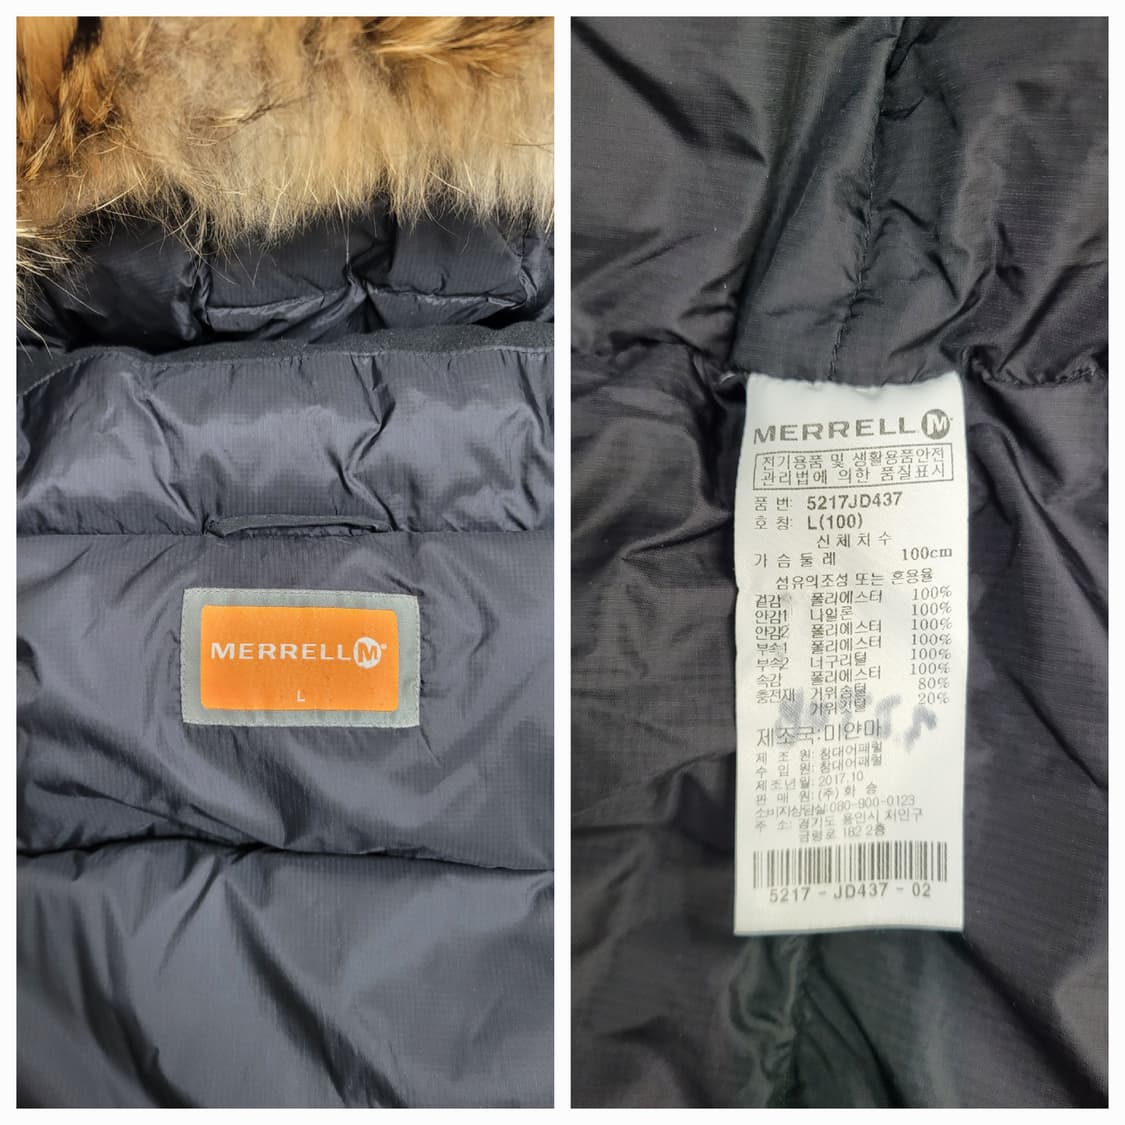 MERRELL M
L
MERRELL M
전기용품 및 생활용품안전
관리법에 의한 품질표시
품 번: 5217JD437
호 칭: L(100)
신체치수
가슴둘레 100cm
섬유의조성 또는 혼용율
겉감 폴리에스터 100%
안감1 나일론 100%
안감2 폴리에스터 100%
부속1 폴리에스터 100%
부속2 너구리털 100%
속감 폴리에스터 100%
충전재 거위솜털 80%
거위깃털 20%
제조국:미얀마
제 조 원: 창대어패럴
수 입 원: 창대어패럴
제조년월: 2017.10
판 매 원: (주) 화 승
소비자상담실:080-900-0123
주 소: 경기도 용인시 처인구
금령로 182 2층
5217 - JD437 - 02